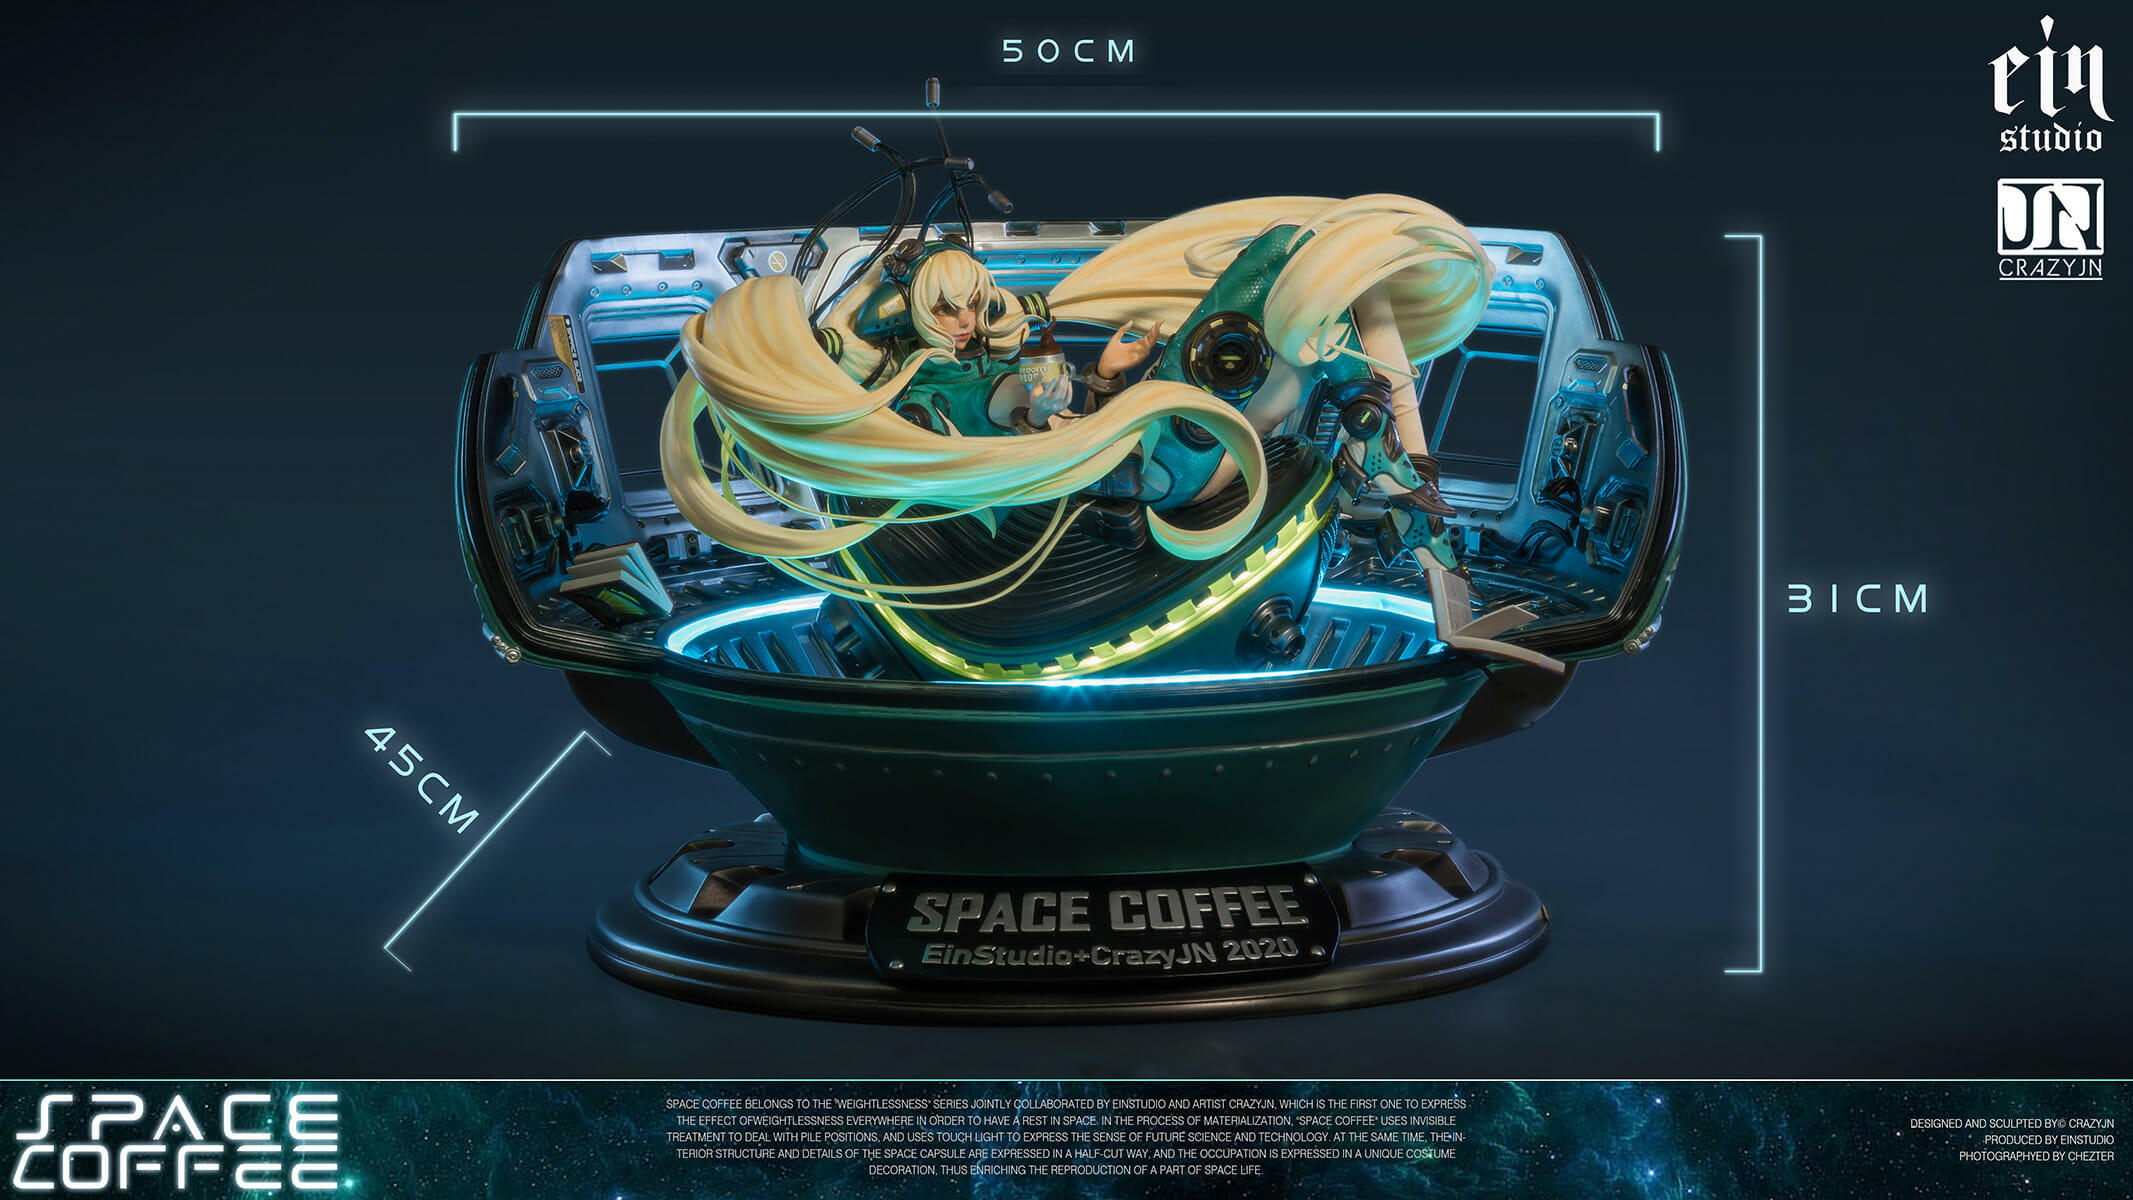 50CM
ein
studio
JN
CRAZYJN
31CM
45CM
SPACE COFFEE
EinStudio+CrazyJN 2020
SPACE
COFFEE
SPACE COFFEE BELONGS TO THE "WEIGHTLESSNESS" SERIES JOINTLY COLLABORATED BY EINSTUDIO AND ARTIST CRAZYJN, WHICH IS THE FIRST ONE TO EXPRESS
THE EFFECT OFWEIGHTLESSNESS EVERYWHERE IN ORDER TO HAVE A REST IN SPACE. IN THE PROCESS OF MATERIALIZATION, "SPACE COFFEE" USES INVISIBLE
TREATMENT TO DEAL WITH PILE POSITIONS, AND USES TOUCH LIGHT TO EXPRESS THE SENSE OF FUTURE SCIENCE AND TECHNOLOGY. AT THE SAME TIME, THE IN-
TERIOR STRUCTURE AND DETAILS OF THE SPACE CAPSULE ARE EXPRESSED IN A HALF-CUT WAY, AND THE OCCUPATION IS EXPRESSED IN A UNIQUE COSTUME
DECORATION, THUS ENRICHING THE REPRODUCTION OF A PART OF SPACE LIFE.
DESIGNED AND SCULPTED BY© CRAZYJN
PRODUCED BY EINSTUDIO
PHOTOGRAPHYED BY CHEZTER